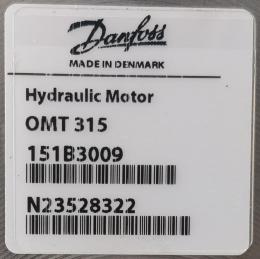 Danfoss
MADE IN DENMARK
Hydraulic Motor
OMT 315
151B3009
N23528322